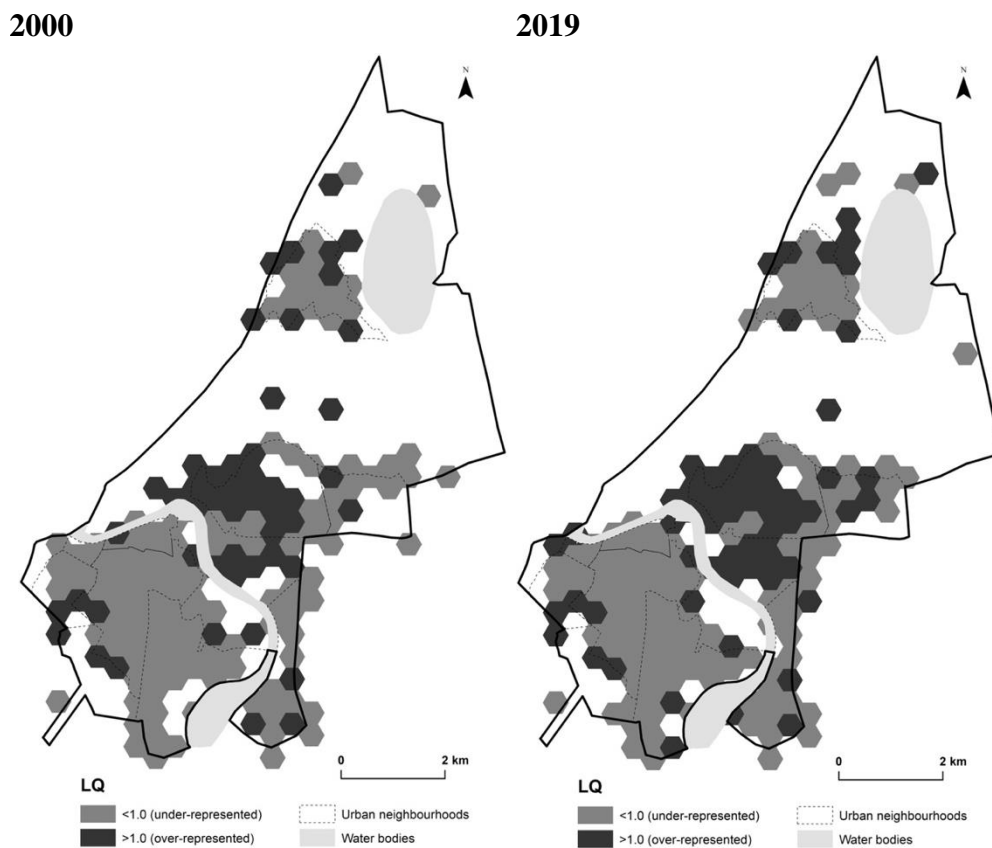 2000
2019
N
N
0 2 km
0 2 km
LQ
<1.0 (under-represented)
>1.0 (over-represented)
Urban neighbourhoods
Water bodies
LQ
<1.0 (under-represented)
>1.0 (over-represented)
Urban neighbourhoods
Water bodies